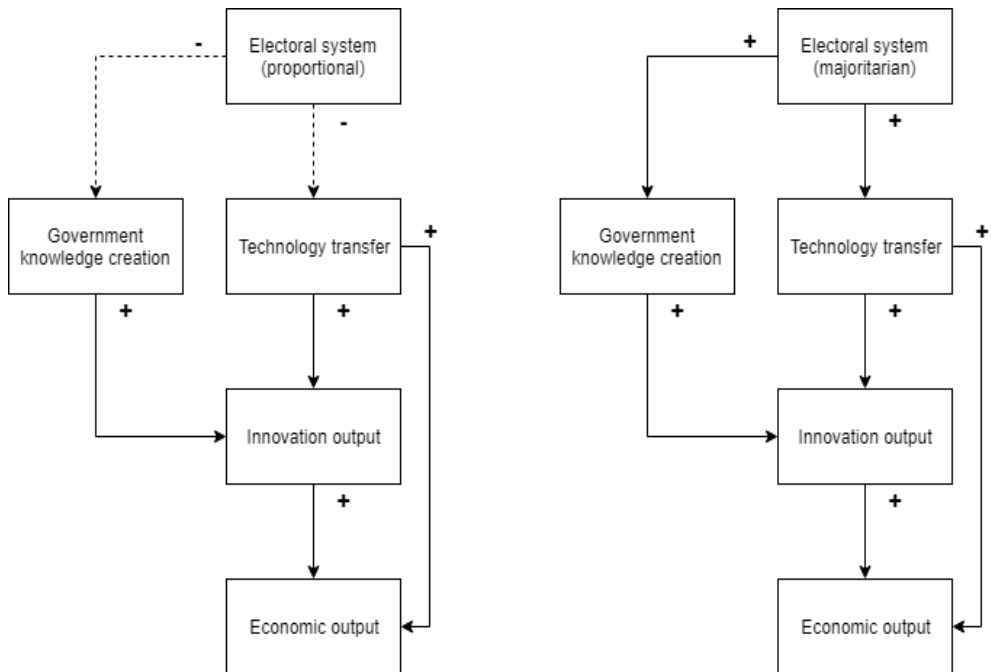 -
Electoral system
(proportional)
-
Government
knowledge creation
Technology transfer
+
+
+
Innovation output
+
Economic output
+
Electoral system
(majoritarian)
+
Government
knowledge creation
Technology transfer
+
+
+
Innovation output
+
Economic output